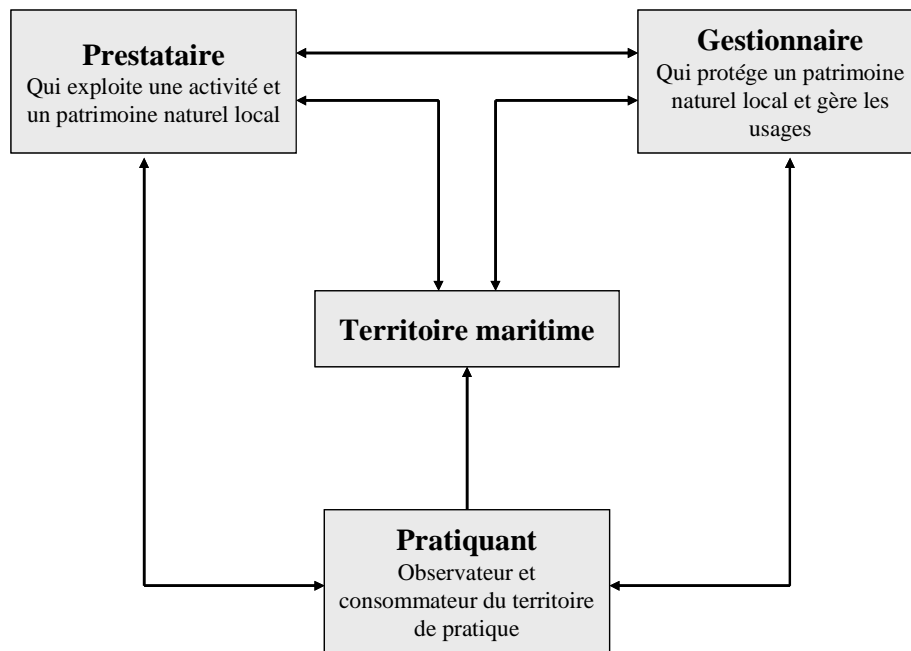 Prestataire
Qui exploite une activité et
un patrimoine naturel local
Gestionnaire
Qui protége un patrimoine
naturel local et gère les
usages
Territoire maritime
Pratiquant
Observateur et
consommateur du territoire
de pratique